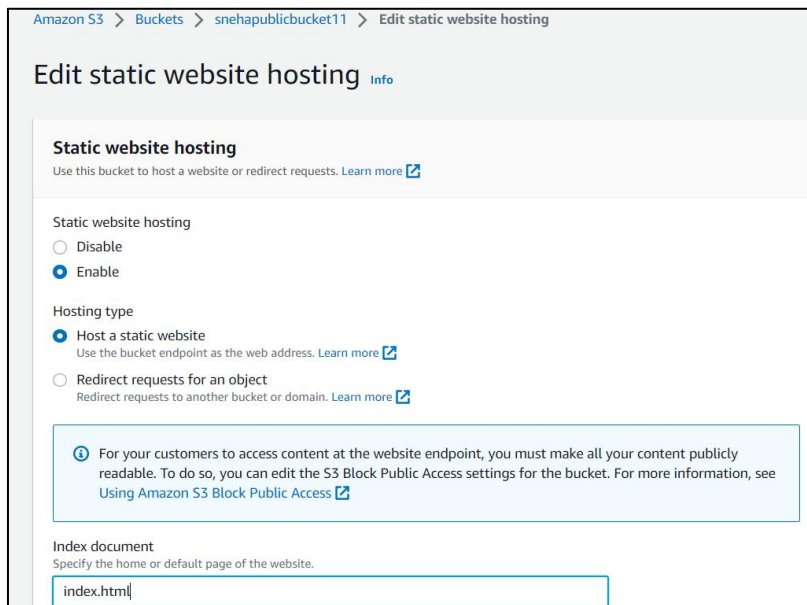 Amazon S3 > Buckets > snehapublicbucket11 > Edit static website hosting
Edit static website hosting Info
Static website hosting
Use this bucket to host a website or redirect requests. Learn more
Static website hosting
Disable
Enable
Hosting type
Host a static website
Use the bucket endpoint as the web address. Learn more
Redirect requests for an object
Redirect requests to another bucket or domain. Learn more
For your customers to access content at the website endpoint, you must make all your content publicly
readable. To do so, you can edit the S3 Block Public Access settings for the bucket. For more information, see
Using Amazon S3 Block Public Access
Index document
Specify the home or default page of the website.
index.html